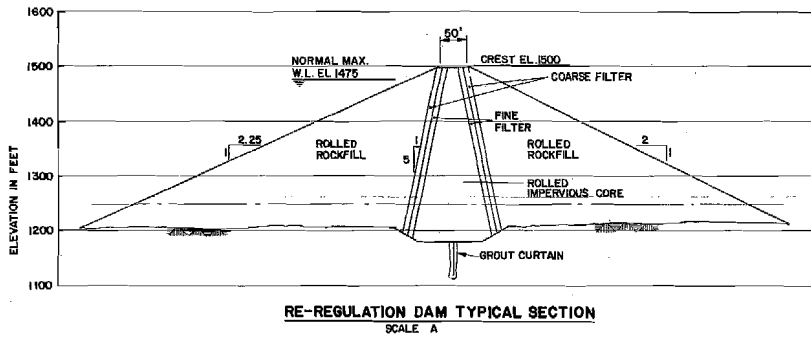 1600
50'
NORMAL MAX.
W.L. EL. 1475
CREST EL. 1500
1500
COARSE FILTER
1400
FINE
FILTER
2.25
1
ROLLED
ROCKFILL
1
5
ROLLED
ROCKFILL
2
1
1300
ROLLED
IMPERVIOUS CORE
1200
GROUT CURTAIN
1100
ELEVATION IN FEET
RE-REGULATION DAM TYPICAL SECTION
SCALE A